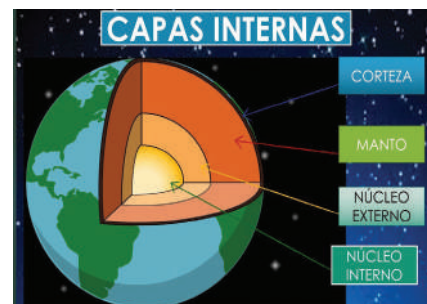 CAPAS INTERNAS
CORTEZA
MANTO
NÚCLEO
EXTERNO
NÚCLEO
INTERNO